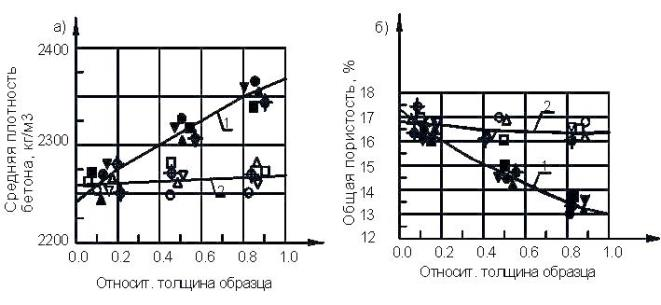 а)
Средняя плотность
бетона, кг/м3
2400
2300
2200
1
2
0.0 0.2 0.4 0.6 0.8 1.0
Относит. толщина образца
б)
Общая пористость, %
18
17
16
15
14
13
12
2
1
0.0 0.2 0.4 0.6 0.8 1.0
Относит. толщина образца